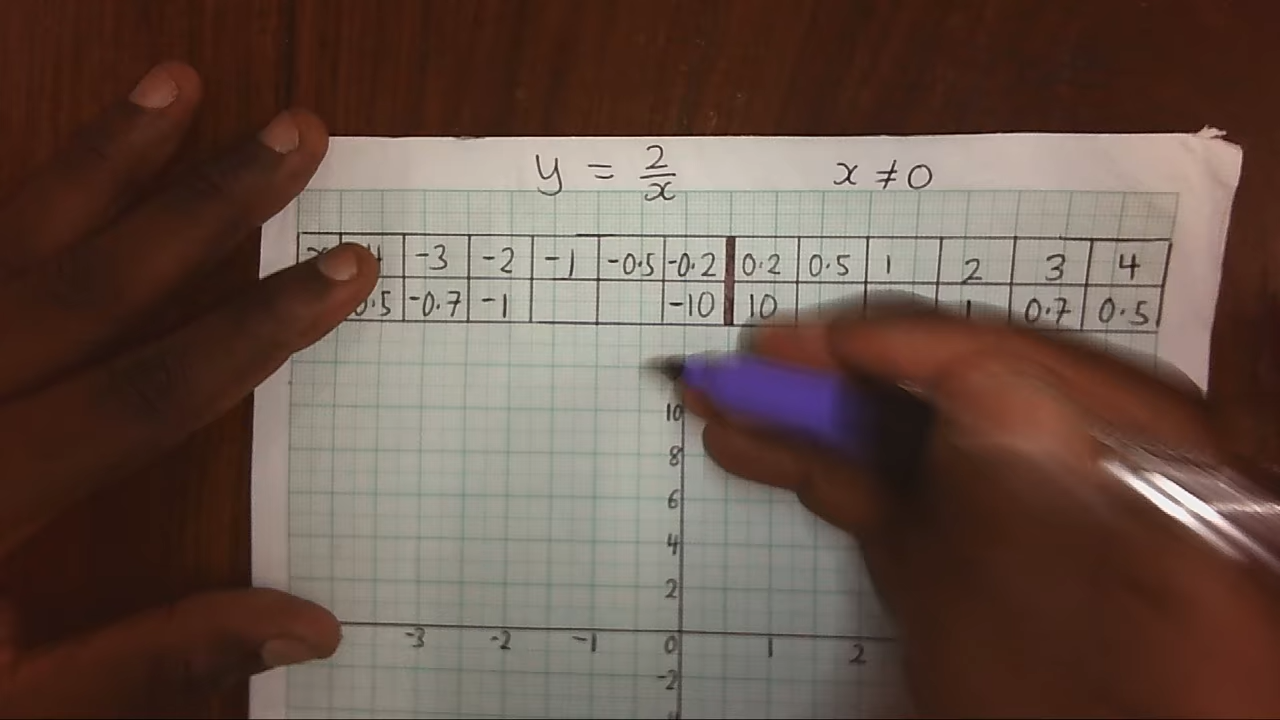 y = 2/x x ≠ 0
x -3 -2 -1 -0.5 -0.2 0.2 0.5 1 2 3 4
-0.7 -1 -10 10 1 0.7 0.5
10
8
6
4
2
-3 -2 -1 0 1 2
-2